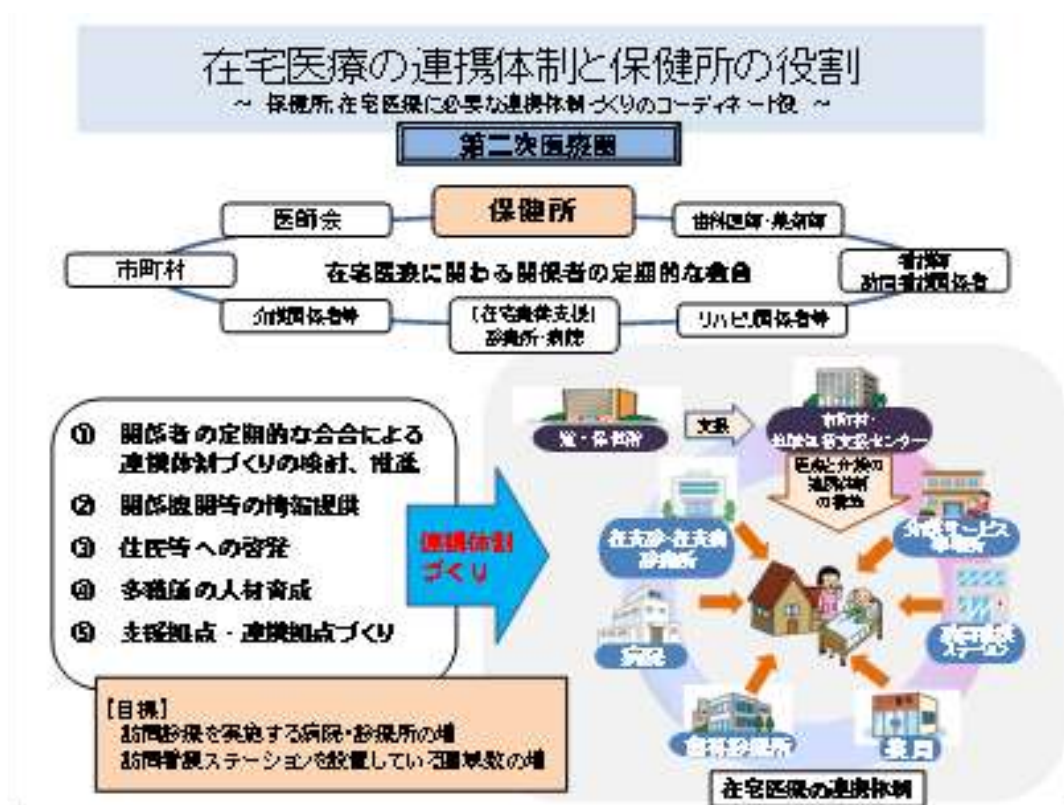 在宅医療の連携体制と保健所の役割
～ 保健所:在宅医療に必要な連携体制づくりのコーディネート役 ～
第二次医療圏
医師会
保健所
歯科医師・薬剤師
市町村
在宅医療に関わる関係者の定期的な会合
看護師
訪問看護関係者
介護関係者等
(在宅療養支援)
診療所・病院
リハビリ関係者等
① 関係者の定期的な会合による
連携体制づくりの検討、推進
② 関係機関等の情報提供
③ 住民等への啓発
④ 多職種の人材育成
⑤ 支援拠点・連携拠点づくり
連携体制
づくり
【目標】
訪問診療を実施する病院・診療所の増
訪問看護ステーションを設置している圏域数の増
道・保健所
支援
市町村・
地域包括支援センター
医療と介護の
連携体制
の構築
在支診・在支病
診療所
介護サービス
事業所
病院
訪問看護
ステーション
歯科診療所
薬局
在宅医療の連携体制